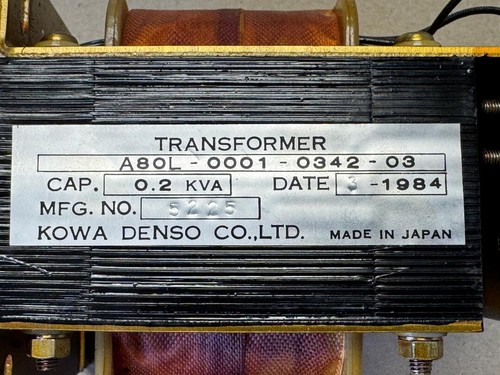 TRANSFORMER
A80L-0001-0342-03
CAP. 0.2 KVA DATE 3-1984
MFG. NO. 5225
KOWA DENSO CO.,LTD. MADE IN JAPAN